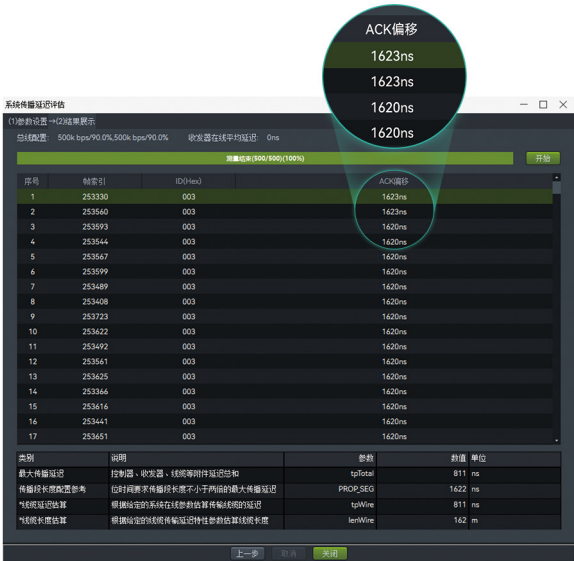 ACK偏移
1623ns
1623ns
1620ns
1620ns
系统传播延迟评估
(1)参数设置→(2)结果展示
总线配置: 500k bps/90.0%,500k bps/90.0% 收发器在线平均延迟: 0ns
测量结束(500/500)(100%) 开始
序号 帧索引 ID(Hex) ACK偏移
1 253330 003 1623ns
2 253560 003 1623ns
3 253593 003 1620ns
4 253544 003 1620ns
5 253567 003 1620ns
6 253599 003 1620ns
7 253489 003 1620ns
8 253408 003 1620ns
9 253723 003 1620ns
10 253622 003 1620ns
11 253492 003 1620ns
12 253561 003 1620ns
13 253625 003 1620ns
14 253366 003 1620ns
15 253616 003 1620ns
16 253441 003 1620ns
17 253651 003 1620ns
类别 说明 参数 数值 单位
最大传播延迟 控制器、收发器、线缆等附件延迟总和 tpTotal 811 ns
传播段长度配置参考 位时间要求传播段长度不小于两倍的最大传播延迟 PROP_SEG 1622 ns
*线缆延迟估算 根据给定的系统在线参数估算传输线缆的延迟 tpWire 811 ns
*线缆长度估算 根据给定的线缆传输延迟特性参数估算线缆长度 lenWire 162 m
上一步 取消 关闭